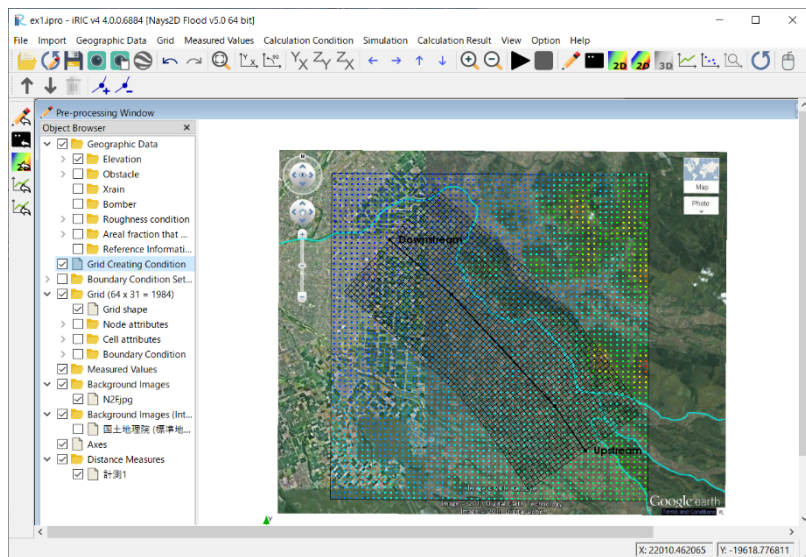 ex1.ipro - iRIC v4 4.0.0.6884 [Nays2D Flood v5.0 64 bit]
File Import Geographic Data Grid Measured Values Calculation Condition Simulation Calculation Result View Option Help
Pre-processing Window
Object Browser
Geographic Data
Elevation
Obstacle
Xrain
Bomber
Roughness condition
Areal fraction that ...
Reference Informati...
Grid Creating Condition
Boundary Condition Set...
Grid (64 x 31 = 1984)
Grid shape
Node attributes
Cell attributes
Boundary Condition
Measured Values
Background Images
N2F.jpg
Background Images (Int...
国土地理院 (標準地...
Axes
Distance Measures
計測1
Map
Photo
Downstream
Upstream
Google earth
Terms and Conditions
X: 22010.462065 Y: -19618.776811